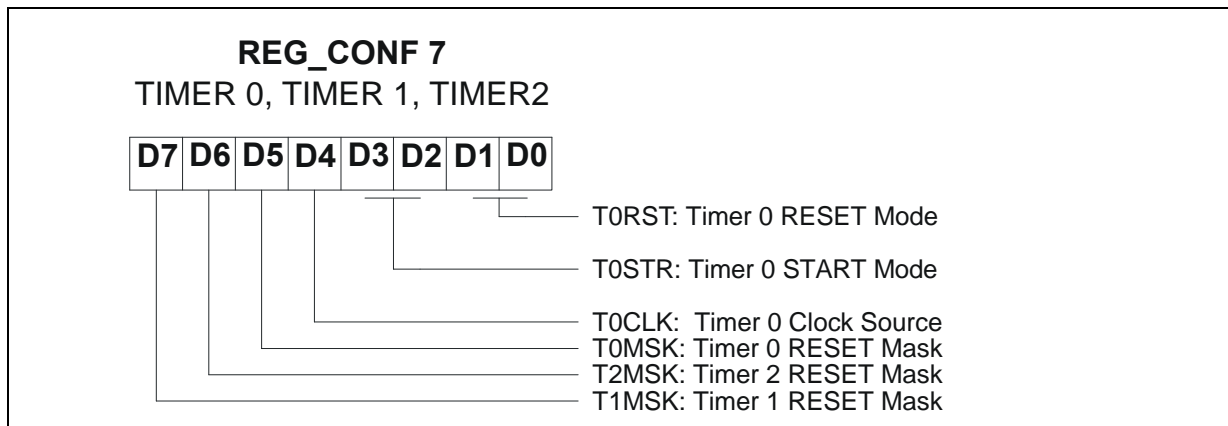 REG_CONF 7
TIMER 0, TIMER 1, TIMER2
D7 D6 D5 D4 D3 D2 D1 D0
T0RST: Timer 0 RESET Mode
T0STR: Timer 0 START Mode
T0CLK: Timer 0 Clock Source
T0MSK: Timer 0 RESET Mask
T2MSK: Timer 2 RESET Mask
T1MSK: Timer 1 RESET Mask